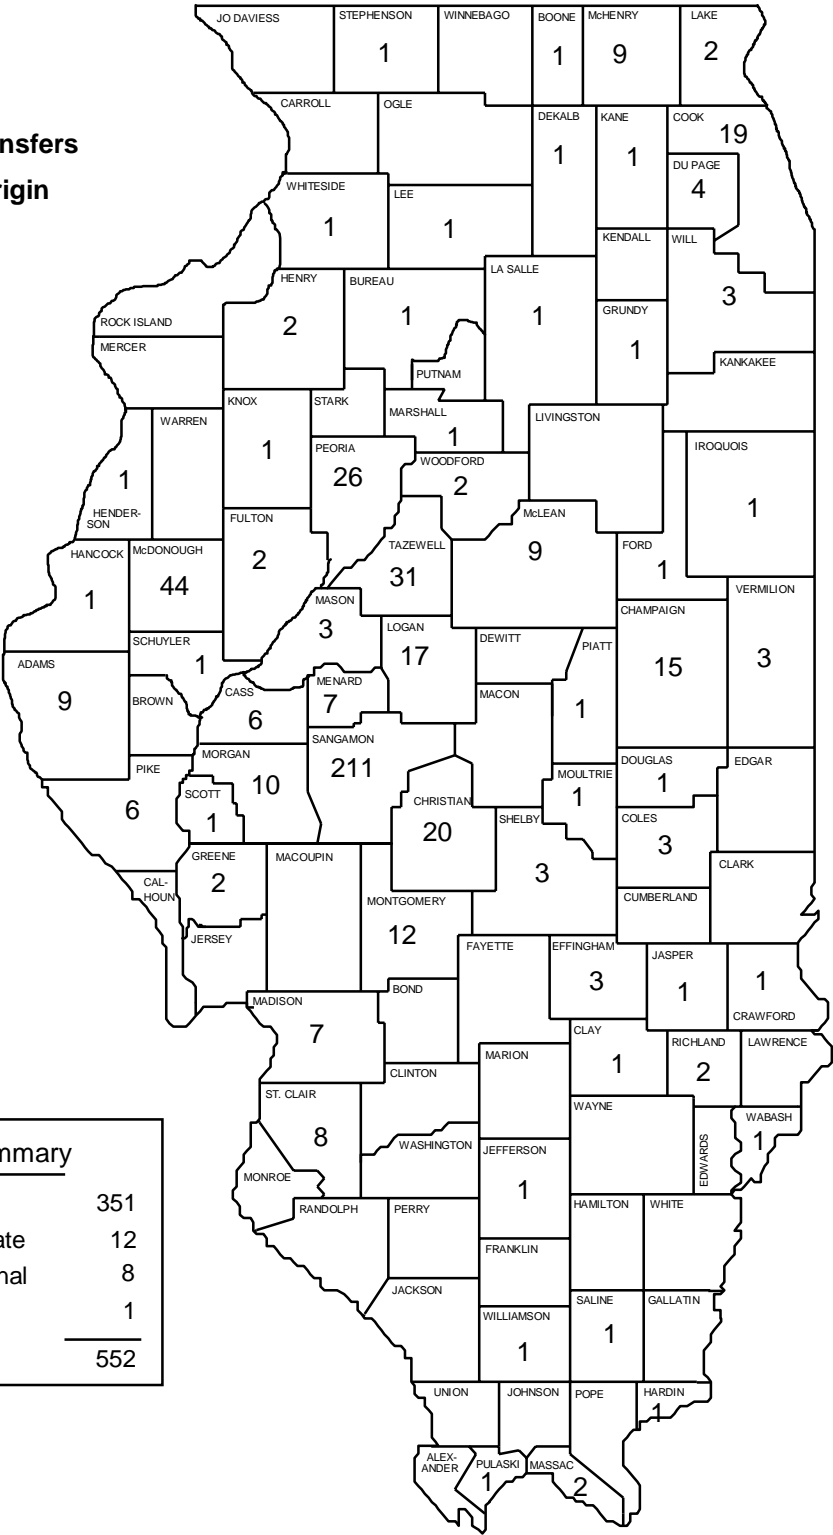 JO DAVIESS
STEPHENSON
1
WINNEBAGO
BOONE
1
McHENRY
9
LAKE
2
CARROLL
OGLE
DEKALB
1
KANE
1
COOK
19
DU PAGE
4
WHITESIDE
1
LEE
1
KENDALL
WILL
3
ROCK ISLAND
HENRY
2
BUREAU
1
LA SALLE
1
GRUNDY
1
MERCER
PUTNAM
KANKAKEE
KNOX
1
STARK
MARSHALL
1
LIVINGSTON
WARREN
1
HENDER-
SON
PEORIA
26
WOODFORD
2
IROQUOIS
1
FULTON
2
McLEAN
9
HANCOCK
1
McDONOUGH
44
TAZEWELL
31
FORD
1
VERMILION
3
MASON
3
LOGAN
17
CHAMPAIGN
15
SCHUYLER
1
DEWITT
PIATT
1
ADAMS
9
BROWN
CASS
6
MENARD
7
MACON
SANGAMON
211
MORGAN
10
PIKE
6
SCOTT
1
CHRISTIAN
20
MOULTRIE
1
DOUGLAS
1
EDGAR
SHELBY
3
COLES
3
GREENE
2
MACOUPIN
CLARK
CAL-
HOUN
MONTGOMERY
12
CUMBERLAND
JERSEY
FAYETTE
EFFINGHAM
3
JASPER
1
1
CRAWFORD
BOND
MADISON
7
CLAY
1
RICHLAND
2
LAWRENCE
MARION
CLINTON
ST. CLAIR
8
WAYNE
EDWARDS
WABASH
1
WASHINGTON
JEFFERSON
1
MONROE
RANDOLPH
PERRY
HAMILTON
WHITE
FRANKLIN
JACKSON
WILLIAMSON
1
SALINE
1
GALLATIN
UNION
JOHNSON
POPE
HARDIN
1
ALEX-
ANDER
PULASKI
1
MASSAC
2
nsfers
rigin
mmary
351
ate 12
nal 8
1
552